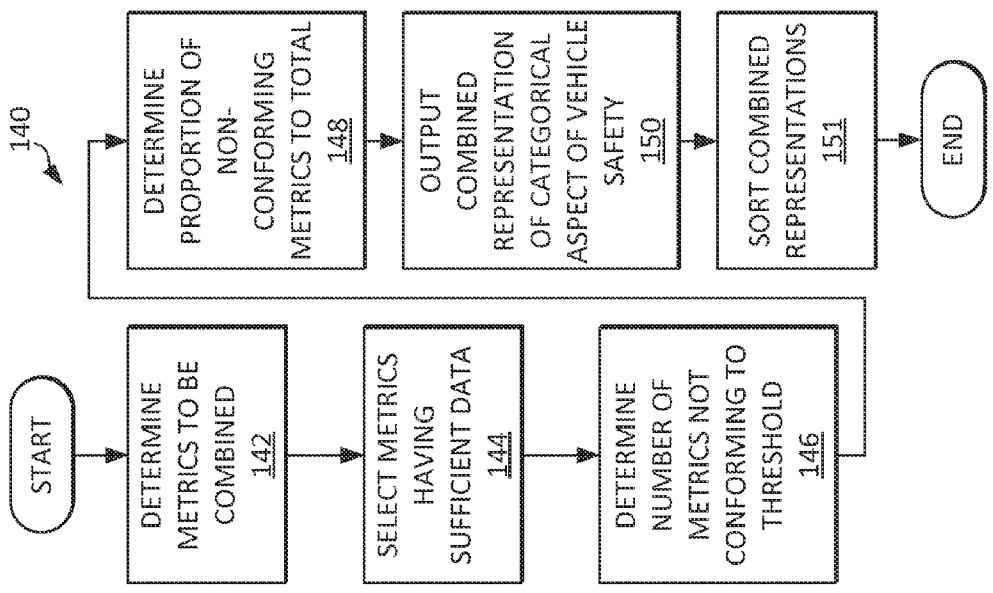 140
START
DETERMINE
METRICS TO BE
COMBINED
142
SELECT METRICS
HAVING
SUFFICIENT DATA
144
DETERMINE
NUMBER OF
METRICS NOT
CONFORMING TO
THRESHOLD
146
DETERMINE
PROPORTION OF
NON-
CONFORMING
METRICS TO TOTAL
148
OUTPUT
COMBINED
REPRESENTATION
OF CATEGORICAL
ASPECT OF VEHICLE
SAFETY
150
SORT COMBINED
REPRESENTATIONS
151
END